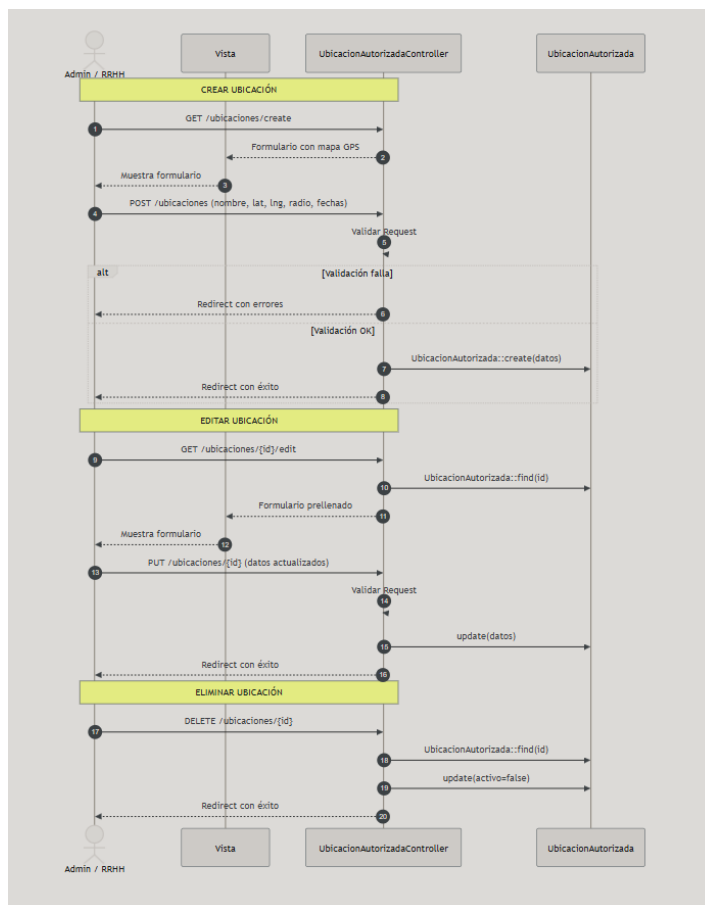 Vista
UbicacionAutorizadaController
UbicacionAutorizada
Admin / RRHH
CREAR UBICACIÓN
GET /ubicaciones/create
1
Formulario con mapa GPS
2
Muestra formulario
3
POST /ubicaciones (nombre, lat, lng, radio, fechas)
4
Validar Request
5
alt
[Validación falla]
Redirect con errores
6
[Validación OK]
UbicacionAutorizada::create(datos)
7
Redirect con éxito
8
EDITAR UBICACIÓN
GET /ubicaciones/{id}/edit
9
UbicacionAutorizada::find(id)
10
Formulario prellenado
11
Muestra formulario
12
PUT /ubicaciones/{id} (datos actualizados)
13
Validar Request
14
update(datos)
15
Redirect con éxito
16
ELIMINAR UBICACIÓN
DELETE /ubicaciones/{id}
17
UbicacionAutorizada::find(id)
18
update(activo=false)
19
Redirect con éxito
20
Vista
UbicacionAutorizadaController
UbicacionAutorizada
Admin / RRHH